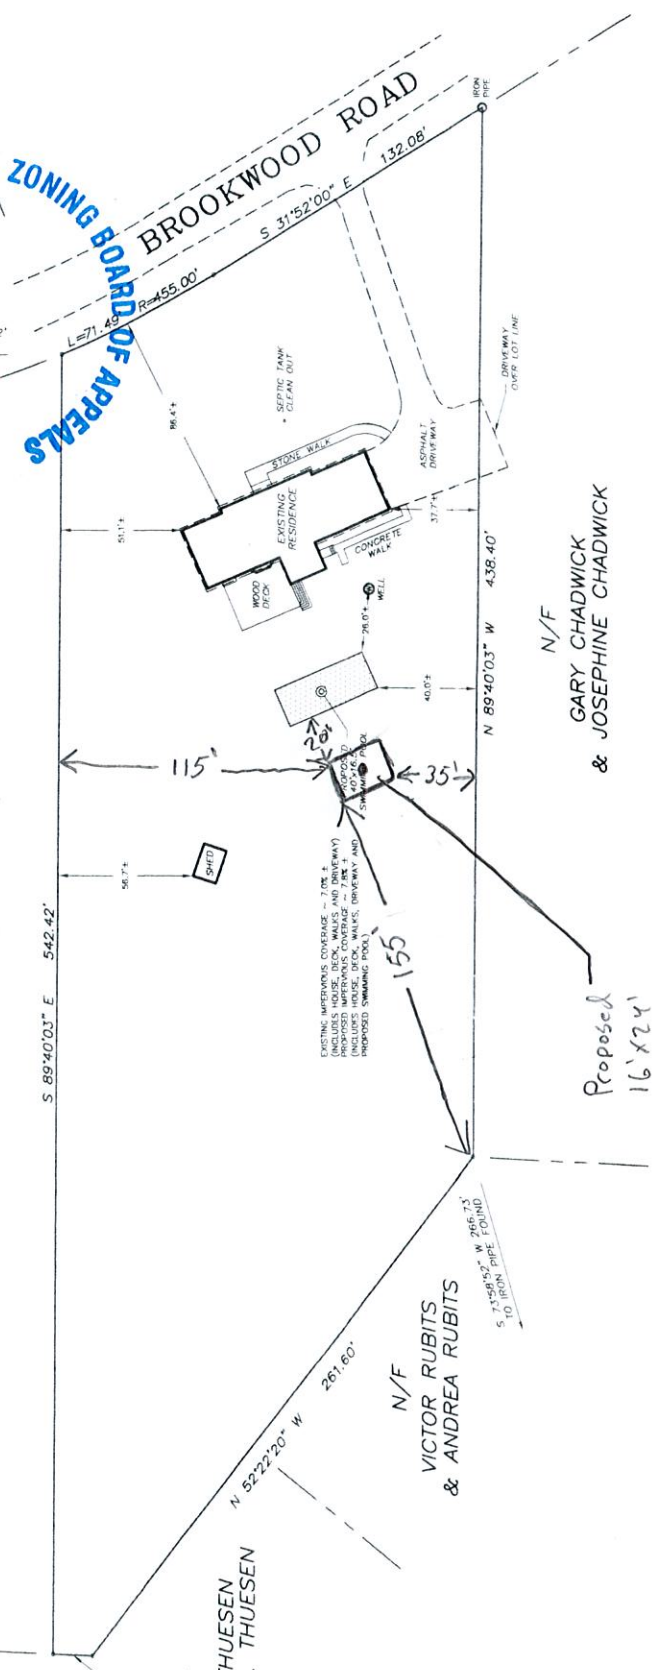 ZONING BOARD OF APPEALS
BROOKWOOD ROAD
L=71.49'
R=455.00'
S 31°52'00" E
132.08'
IRON
PIPE
86.4'±
* SEPTIC TANK
CLEAN OUT
STONE WALK
EXISTING
RESIDENCE
51.1'±
ASPHALT
DRIVEWAY
DRIVEWAY
OVER LOT LINE
37.7'±
CONCRETE
WALK
WOOD
DECK
WELL
26.6'±
40.0'±
N 89°40'03" W 438.40'
N/F
GARY CHADWICK
& JOSEPHINE CHADWICK
115'
35'
PROPOSED
SWIMMING POOL
SHED
56.7'±
S 89°40'03" E 542.42'
EXISTING IMPERVIOUS COVERAGE - 7.0% ±
(INCLUDES HOUSE, DECK, WALKS AND DRIVEWAY)
PROPOSED IMPERVIOUS COVERAGE - 7.8% ±
(INCLUDES HOUSE, DECK, WALKS, DRIVEWAY AND
PROPOSED SWIMMING POOL)
155'
Proposed
16'x24'
S 73°58'52" W 266.73'
TO IRON PIPE FOUND
N/F
VICTOR RUBITS
& ANDREA RUBITS
N 52°22'20" W 261.60'
THUESEN
THUESEN